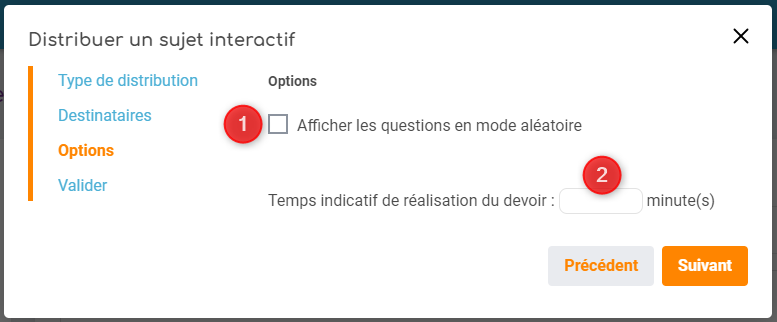 Distribuer un sujet interactif
Type de distribution
Destinataires
Options
Valider
Options
1
Afficher les questions en mode aléatoire
2
Temps indicatif de réalisation du devoir : minute(s)
Précédent
Suivant